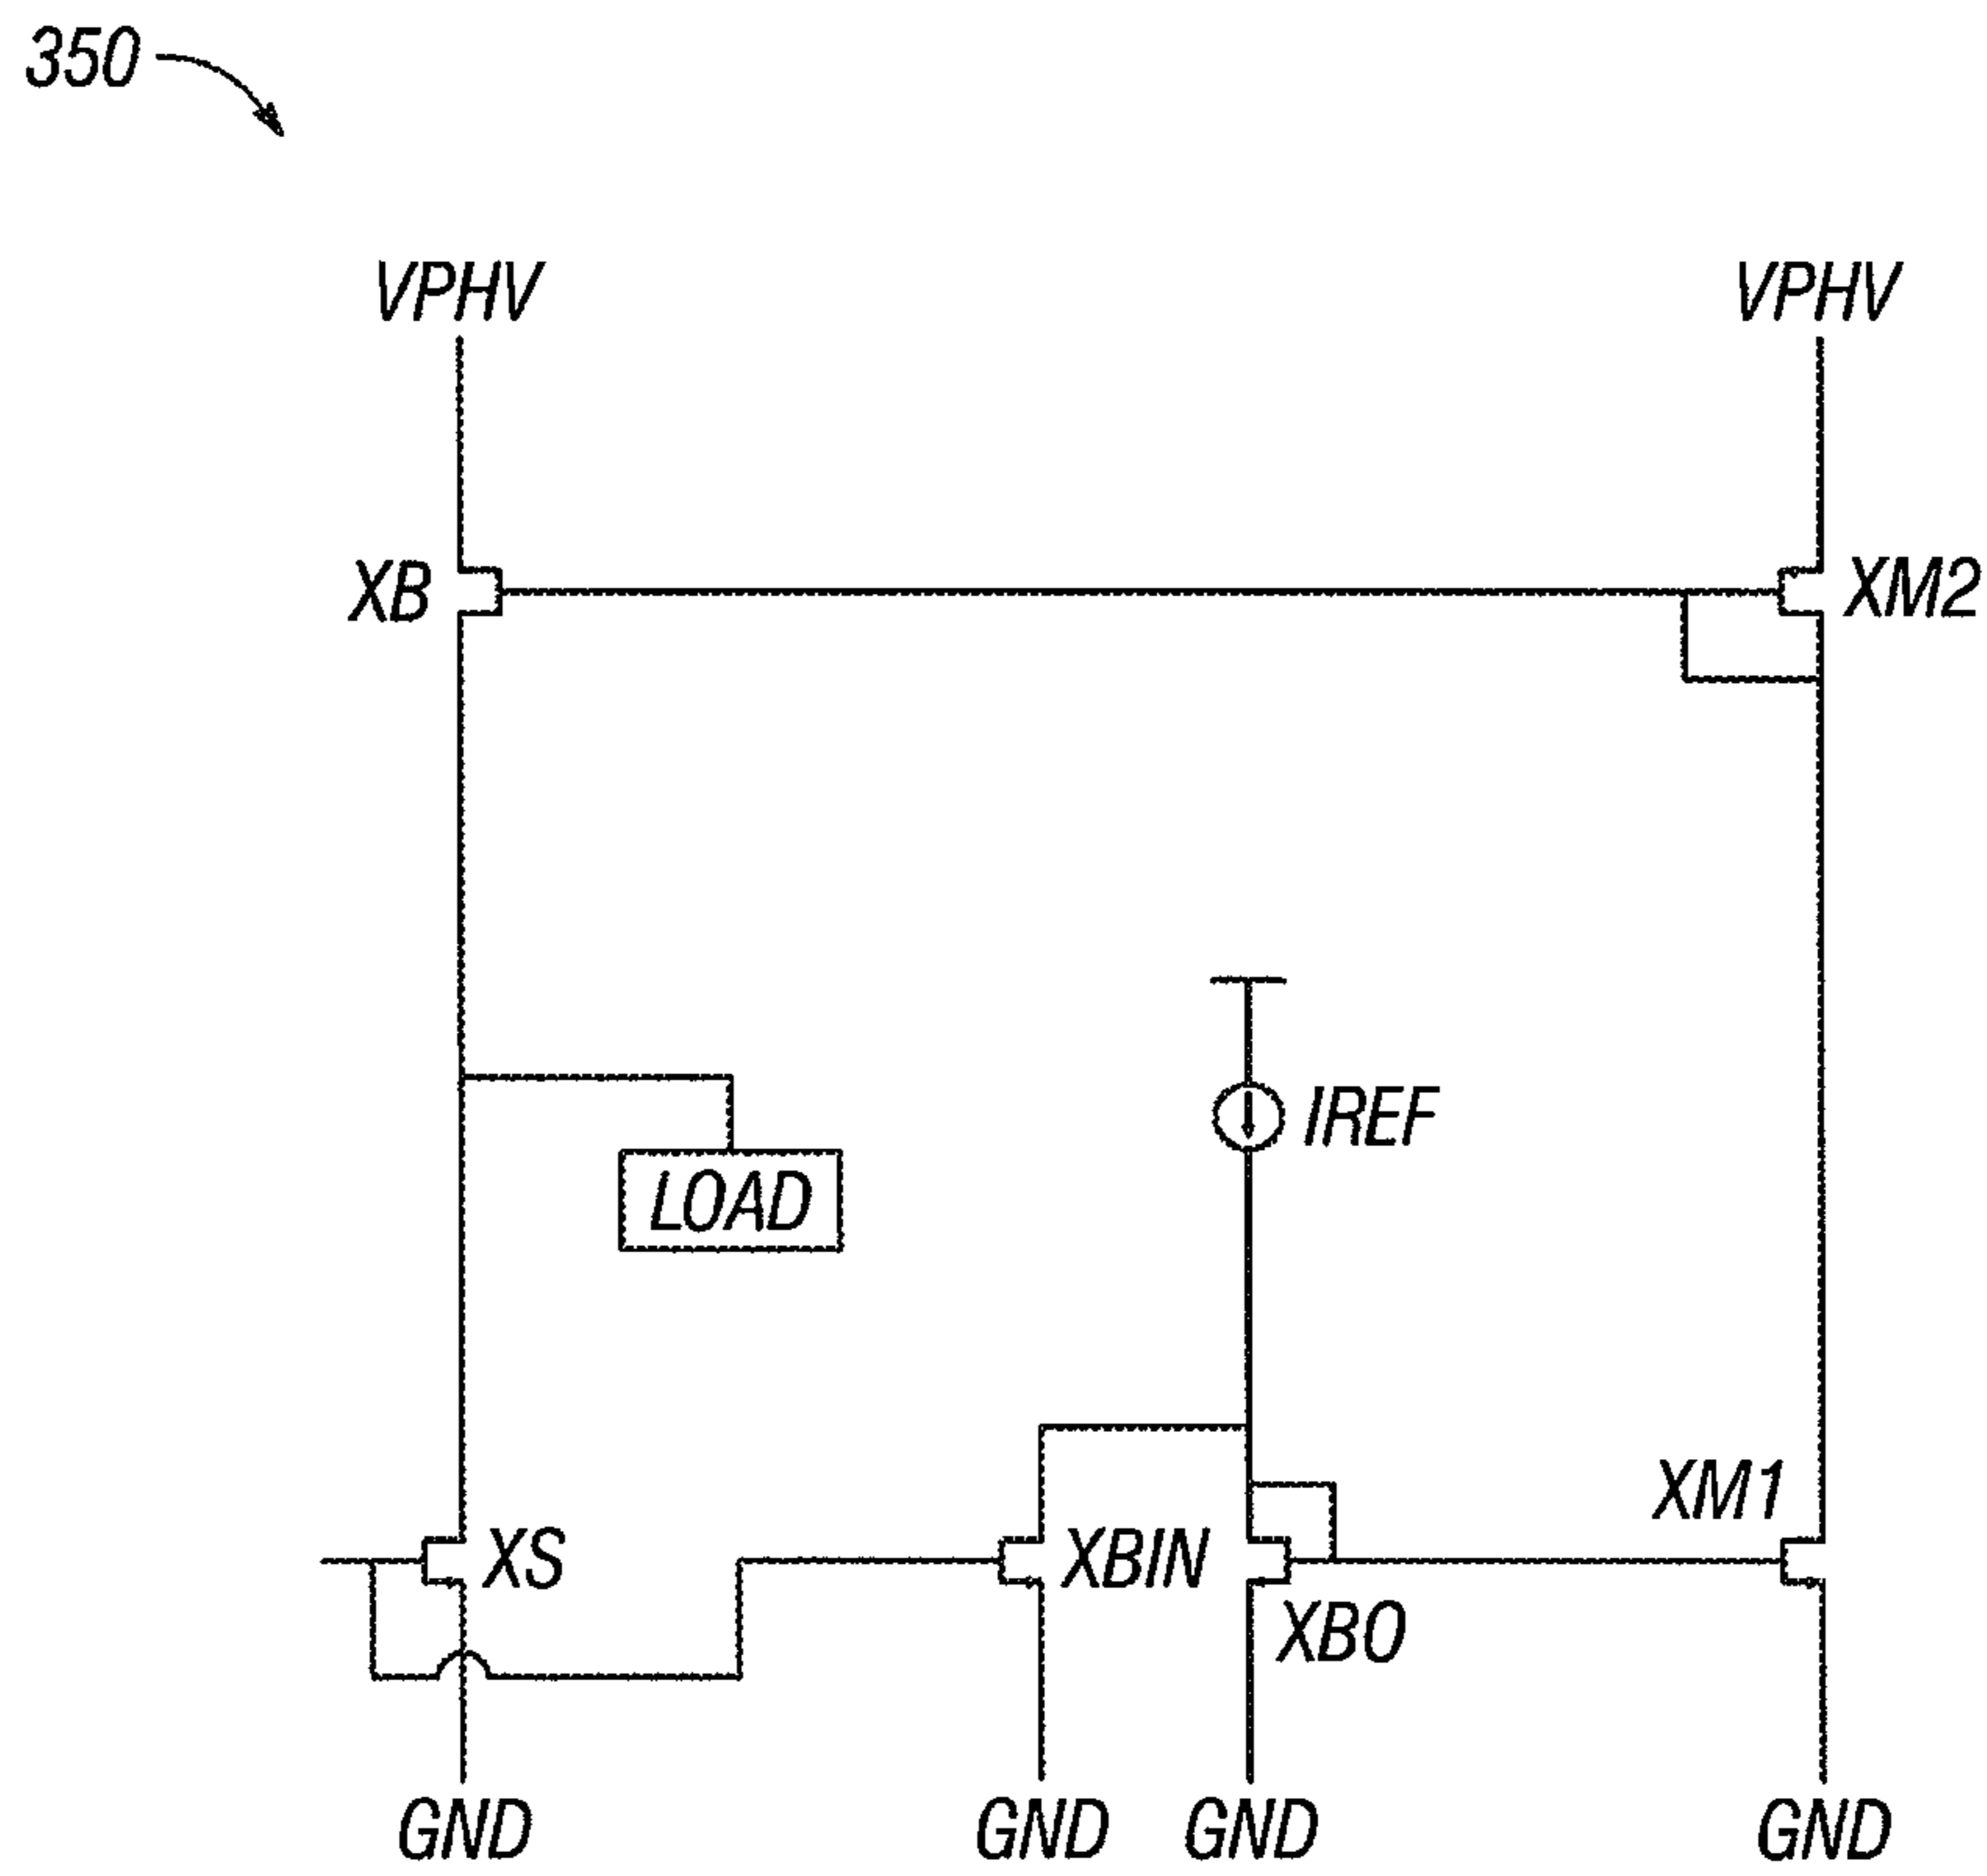 350
VPHV VPHV
XB XM2
IREF
LOAD
XM1
XS XBIN
XBO
GND GND GND GND